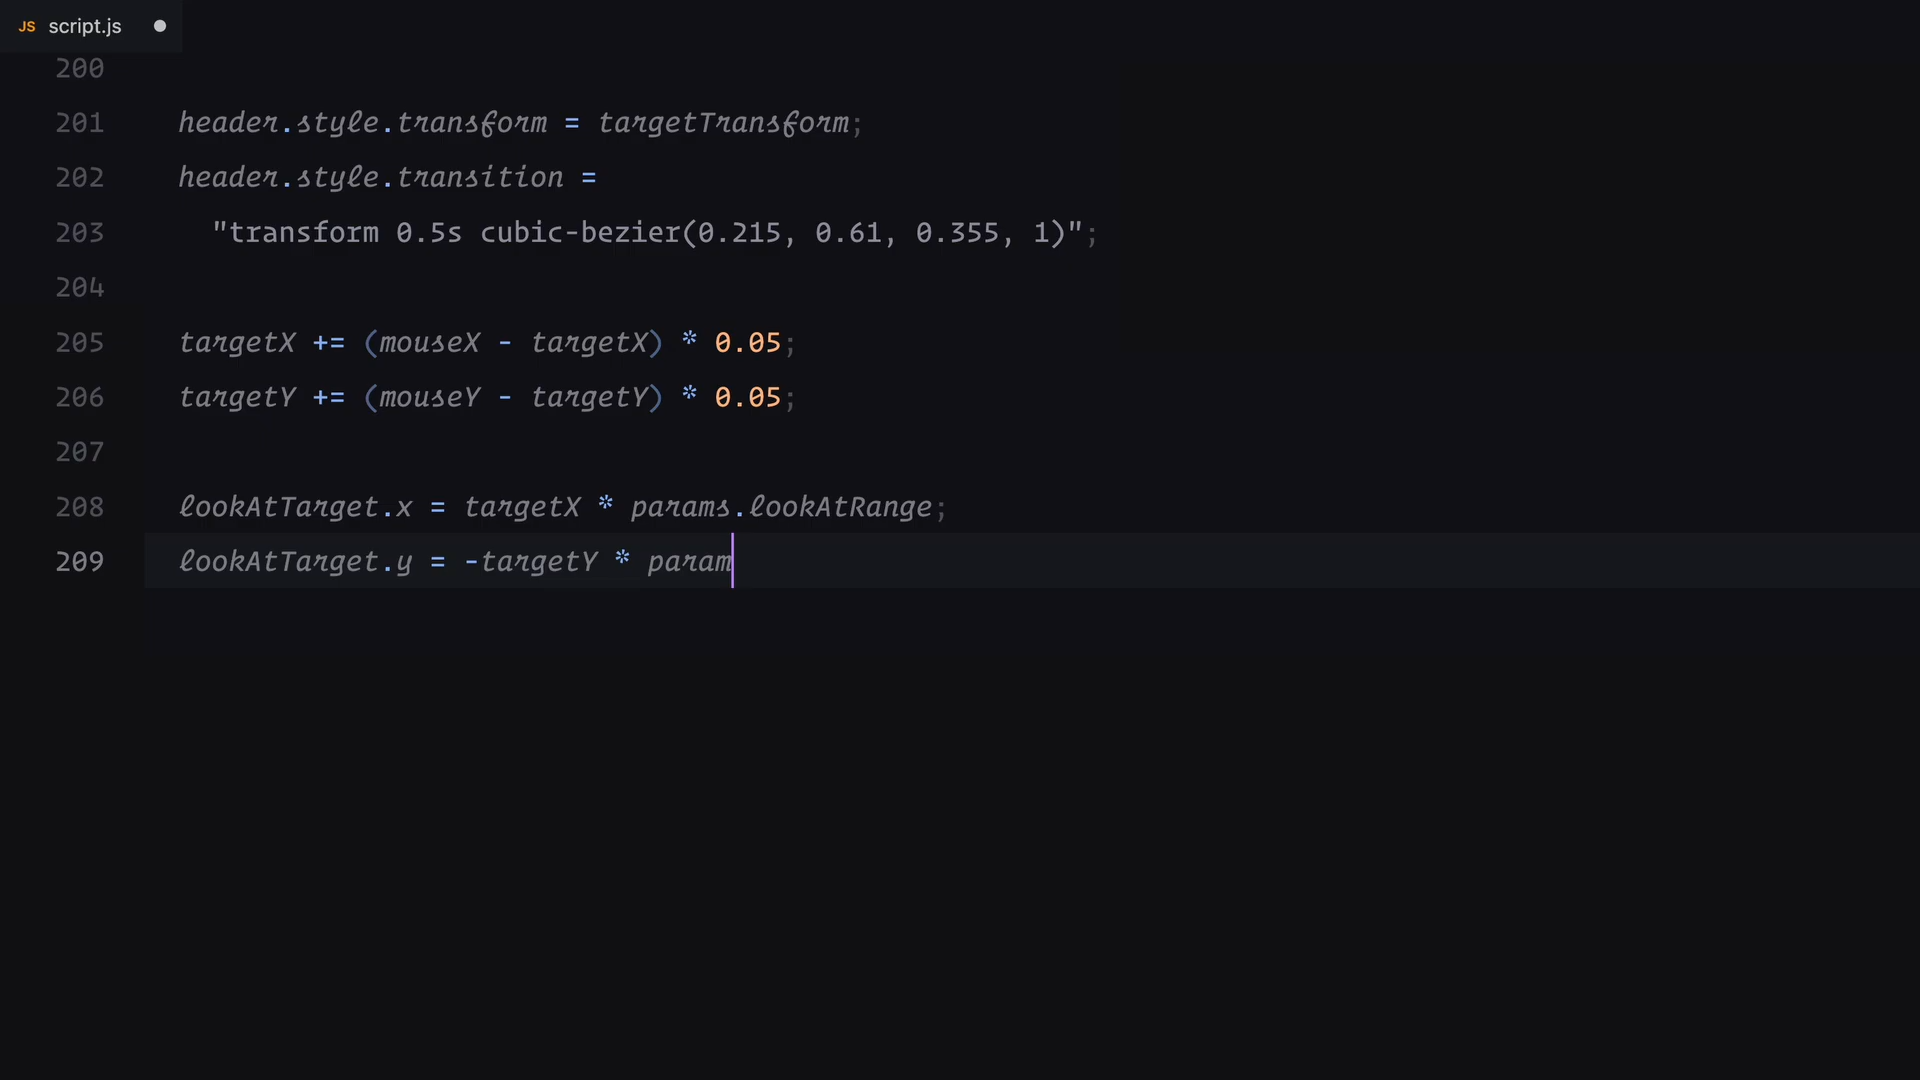 JS script.js
200
201 header.style.transform = targetTransform;
202 header.style.transition =
203 "transform 0.5s cubic-bezier(0.215, 0.61, 0.355, 1)";
204
205 targetX += (mouseX - targetX) * 0.05;
206 targetY += (mouseY - targetY) * 0.05;
207
208 lookAtTarget.x = targetX * params.lookAtRange;
209 lookAtTarget.y = -targetY * param